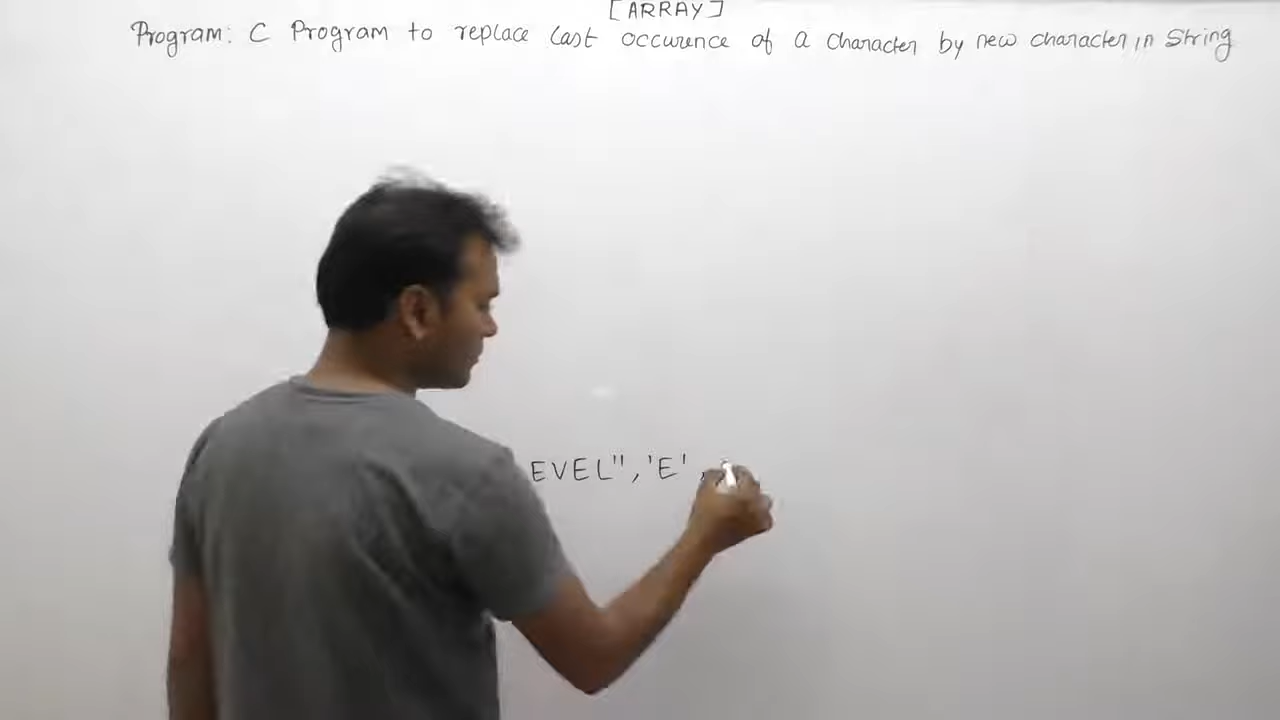 [ARRAY]
Program: C Program to replace last occurence of a character by new character in String
EVEL", 'E',